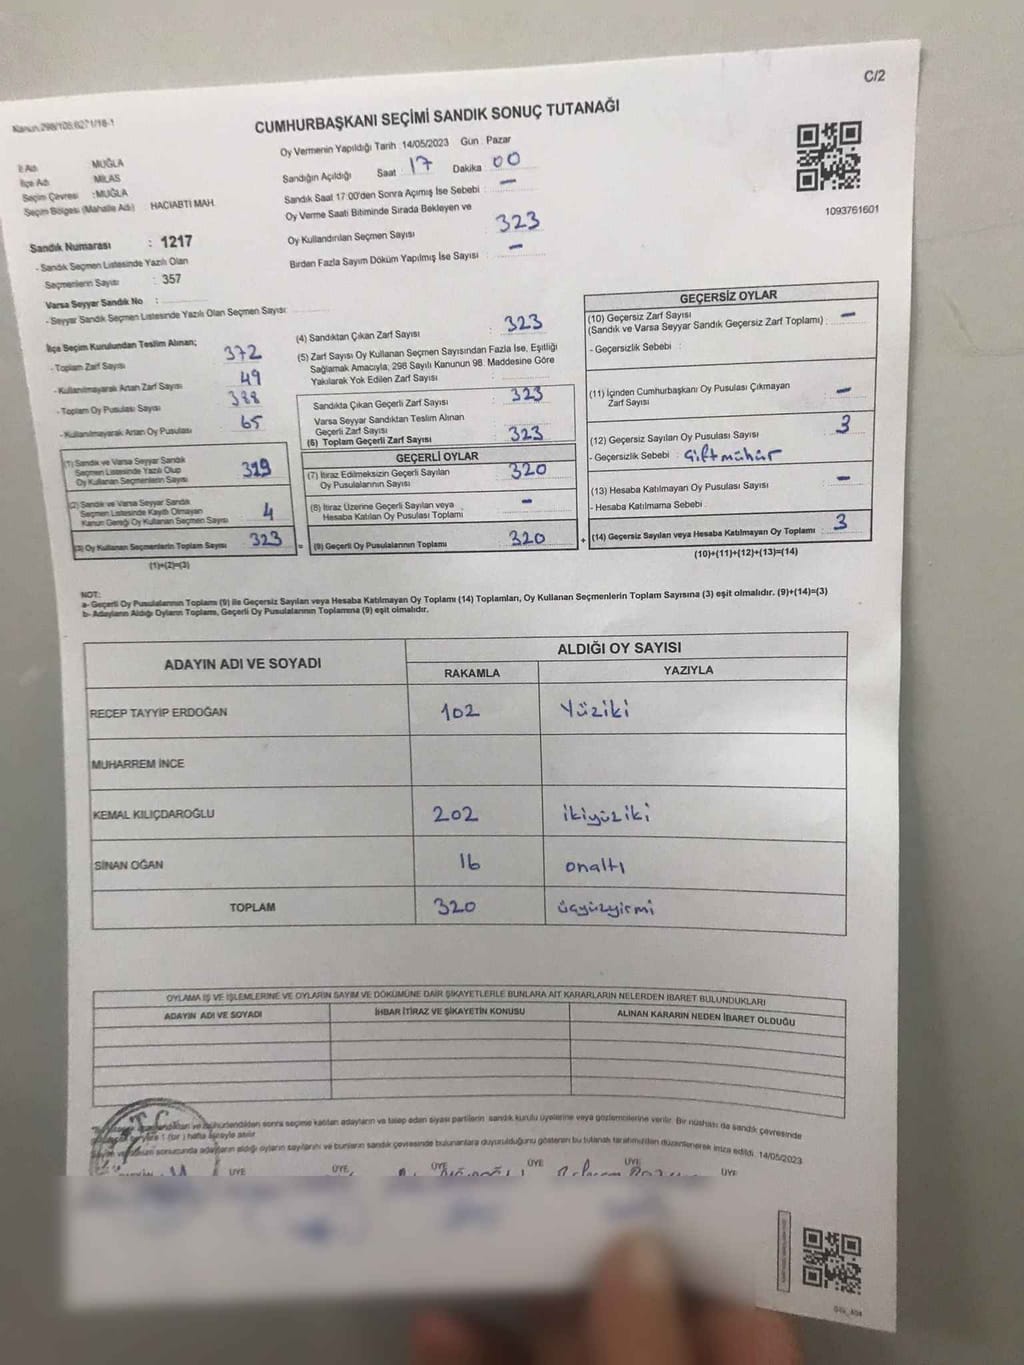 C/2
Kanun:298/108;6271/18-1
CUMHURBAŞKANI SEÇİMİ SANDIK SONUÇ TUTANAĞI
İl Adı : MUĞLA
İlçe Adı : MİLAS
Seçim Çevresi : MUĞLA
Seçim Bölgesi (Mahalle Adı) : HACIABTİ MAH.
Sandık Numarası : 1217
- Sandık Seçmen Listesinde Yazılı Olan
Seçmenlerin Sayısı : 357
Varsa Seyyar Sandık No :
- Seyyar Sandık Seçmen Listesinde Yazılı Olan Seçmen Sayısı:
Oy Vermenin Yapıldığı Tarih : 14/05/2023 Gün : Pazar
Sandığın Açıldığı Saat : 17 Dakika : 00
Sandık Saat 17:00'den Sonra Açımış İse Sebebi : -
Oy Verme Saati Bitiminde Sırada Bekleyen ve
Oy Kullandırılan Seçmen Sayısı : 323
Birden Fazla Sayım Döküm Yapılmış İse Sayısı : -
1093761601
İlçe Seçim Kurulundan Teslim Alınan;
- Toplam Zarf Sayısı 372
- Kullanılmayarak Artan Zarf Sayısı 49
- Toplam Oy Pusulası Sayısı 388
- Kullanılmayarak Artan Oy Pusulası 65
(1) Sandık ve Varsa Seyyar Sandık
Seçmen Listesinde Yazılı Olup
Oy Kullanan Seçmenlerin Sayısı 319
(2) Sandık ve Varsa Seyyar Sandık
Seçmen Listesinde Kayıtlı Olmayan
Kanun Gereği Oy Kullanan Seçmen Sayısı 4
(3) Oy Kullanan Seçmenlerin Toplam Sayısı 323
(1)+(2)=(3)
(4) Sandıktan Çıkan Zarf Sayısı : 323
(5) Zarf Sayısı Oy Kullanan Seçmen Sayısından Fazla İse, Eşitliği
Sağlamak Amacıyla, 298 Sayılı Kanunun 98. Maddesine Göre
Yakılarak Yok Edilen Zarf Sayısı :
Sandıkta Çıkan Geçerli Zarf Sayısı : 323
Varsa Seyyar Sandıktan Teslim Alınan
Geçerli Zarf Sayısı :
(6) Toplam Geçerli Zarf Sayısı : 323
GEÇERLİ OYLAR
(7) İtiraz Edilmeksizin Geçerli Sayılan
Oy Pusulalarının Sayısı : 320
(8) İtiraz Üzerine Geçerli Sayılan veya
Hesaba Katılan Oy Pusulası Toplamı : -
= (9) Geçerli Oy Pusulalarının Toplamı : 320
GEÇERSİZ OYLAR
(10) Geçersiz Zarf Sayısı
(Sandık ve Varsa Seyyar Sandık Geçersiz Zarf Toplamı) : -
- Geçersizlik Sebebi :
(11) İçinden Cumhurbaşkanı Oy Pusulası Çıkmayan
Zarf Sayısı : -
(12) Geçersiz Sayılan Oy Pusulası Sayısı : 3
- Geçersizlik Sebebi : Çiftmühür
(13) Hesaba Katılmayan Oy Pusulası Sayısı : -
- Hesaba Katılmama Sebebi :
+ (14) Geçersiz Sayılan veya Hesaba Katılmayan Oy Toplamı : 3
(10)+(11)+(12)+(13)=(14)
NOT:
a- Geçerli Oy Pusulalarının Toplamı (9) ile Geçersiz Sayılan veya Hesaba Katılmayan Oy Toplamı (14) Toplamları, Oy Kullanan Seçmenlerin Toplam Sayısına (3) eşit olmalıdır. (9)+(14)=(3)
b- Adayların Aldığı Oyların Toplamı, Geçerli Oy Pusulalarının Toplamına (9) eşit olmalıdır.
ADAYIN ADI VE SOYADI ALDIĞI OY SAYISI
RAKAMLA YAZIYLA
RECEP TAYYİP ERDOĞAN 102 Yüziki
MUHARREM İNCE
KEMAL KILIÇDAROĞLU 202 ikiyüziki
SİNAN OĞAN 16 onaltı
TOPLAM 320 üçyüzyirmi
OYLAMA İŞ VE İŞLEMLERİNE VE OYLARIN SAYIM VE DÖKÜMÜNE DAİR ŞİKAYETLERLE BUNLARA AİT KARARLARIN NELERDEN İBARET BULUNDUKLARI
ADAYIN ADI VE SOYADI İHBAR İTİRAZ VE ŞİKAYETİN KONUSU ALINAN KARARIN NEDEN İBARET OLDUĞU
T.C.
sonra seçime katılan adayların ve talep eden siyasi partilerin sandık kurulu üyelerine veya gözlemcilerine verilir. Bir nüshası da sandık çevresinde
1 (bir) hafta süreyle asılır.
sonucunda adayların aldığı oyların sayılarını ve bunların sandık çevresinde bulunanlara duyurulduğunu gösteren bu tutanak tarafımızdan düzenlenerek imza edildi. 14/05/2023
ÜYE ÜYE ÜYE ÜYE ÜYE ÜYE